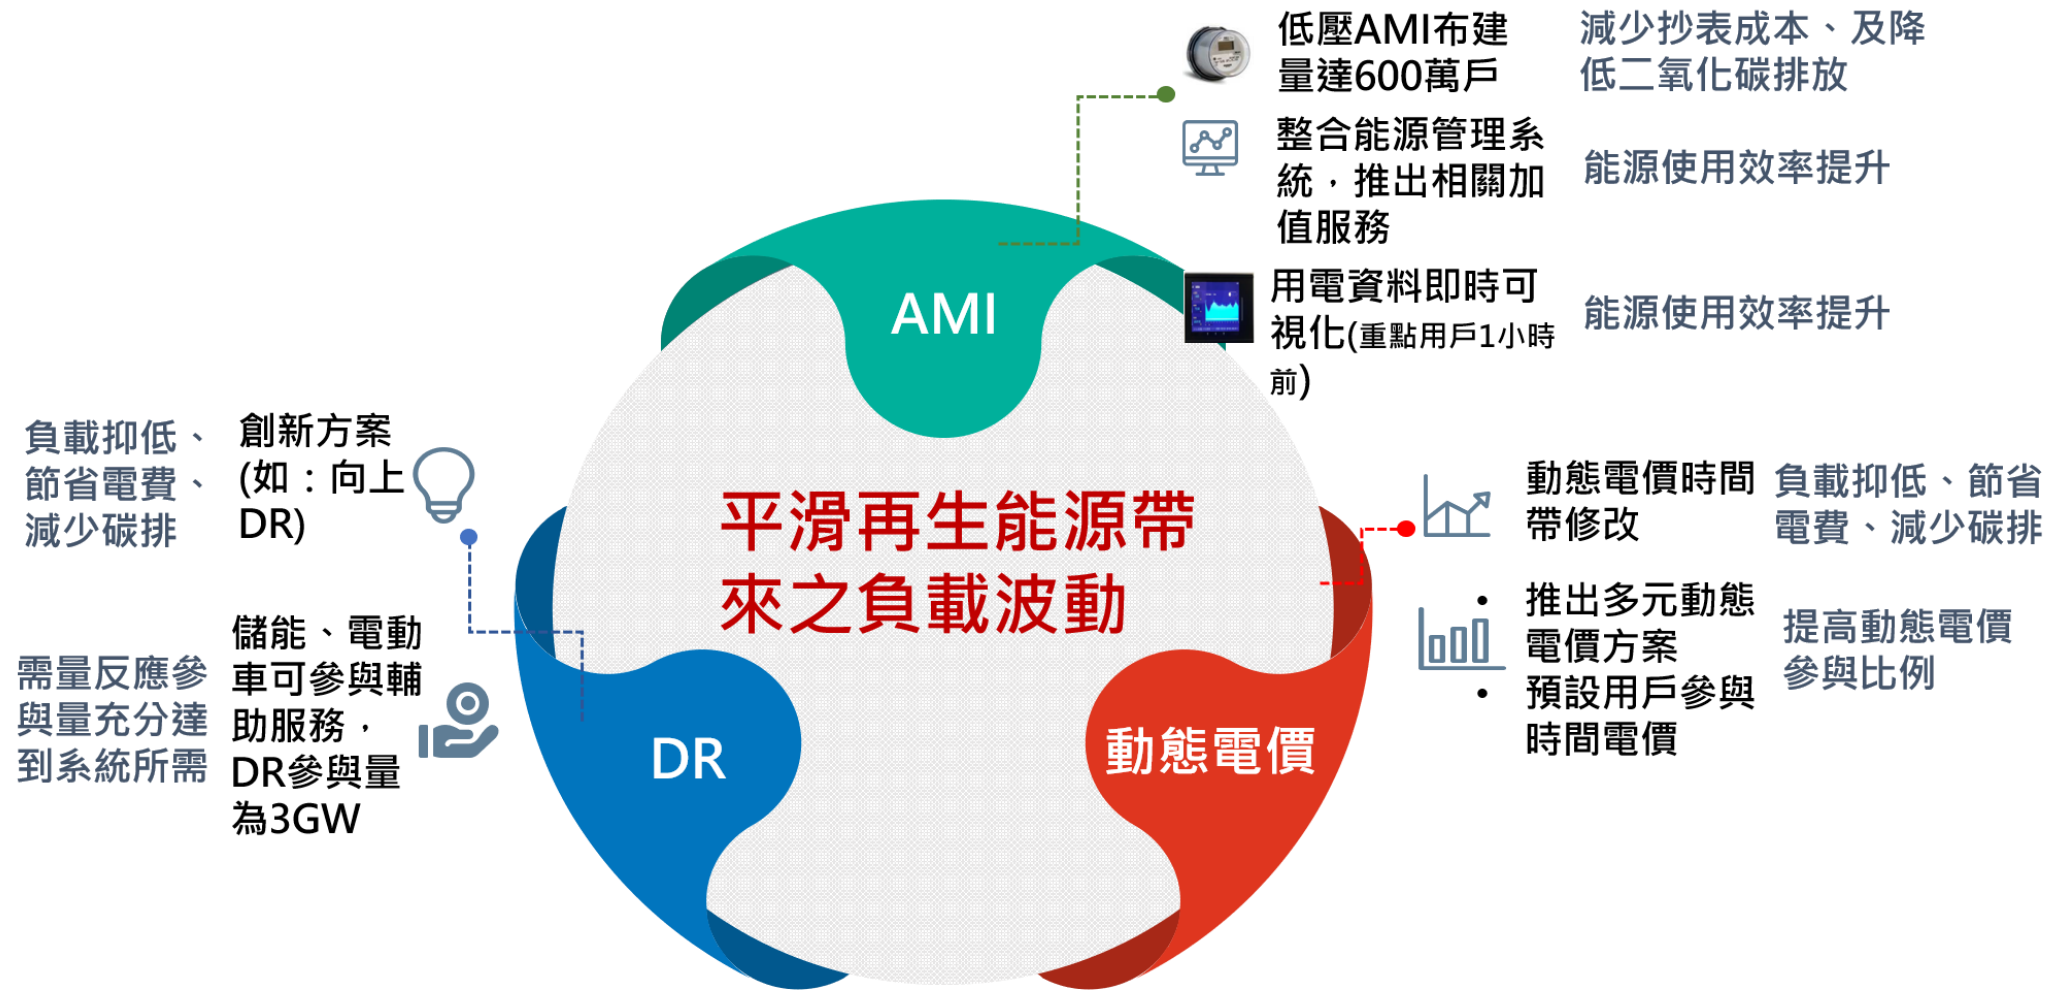 低壓AMI布建
量達600萬戶
減少抄表成本、及降
低二氧化碳排放
整合能源管理系
統，推出相關加
值服務
能源使用效率提升
用電資料即時可
視化(重點用戶1小時
前)
能源使用效率提升
AMI
負載抑低、
節省電費、
減少碳排
創新方案
(如：向上
DR)
平滑再生能源帶
來之負載波動
動態電價時間
帶修改
負載抑低、節省
電費、減少碳排
需量反應參
與量充分達
到系統所需
儲能、電動
車可參與輔
助服務，
DR參與量
為3GW
DR
動態電價
• 推出多元動態
電價方案
• 預設用戶參與
時間電價
提高動態電價
參與比例